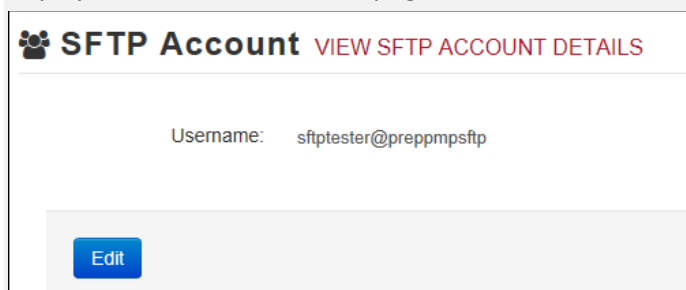 SFTP Account VIEW SFTP ACCOUNT DETAILS
Username: sftptester@preppmpsftp
Edit